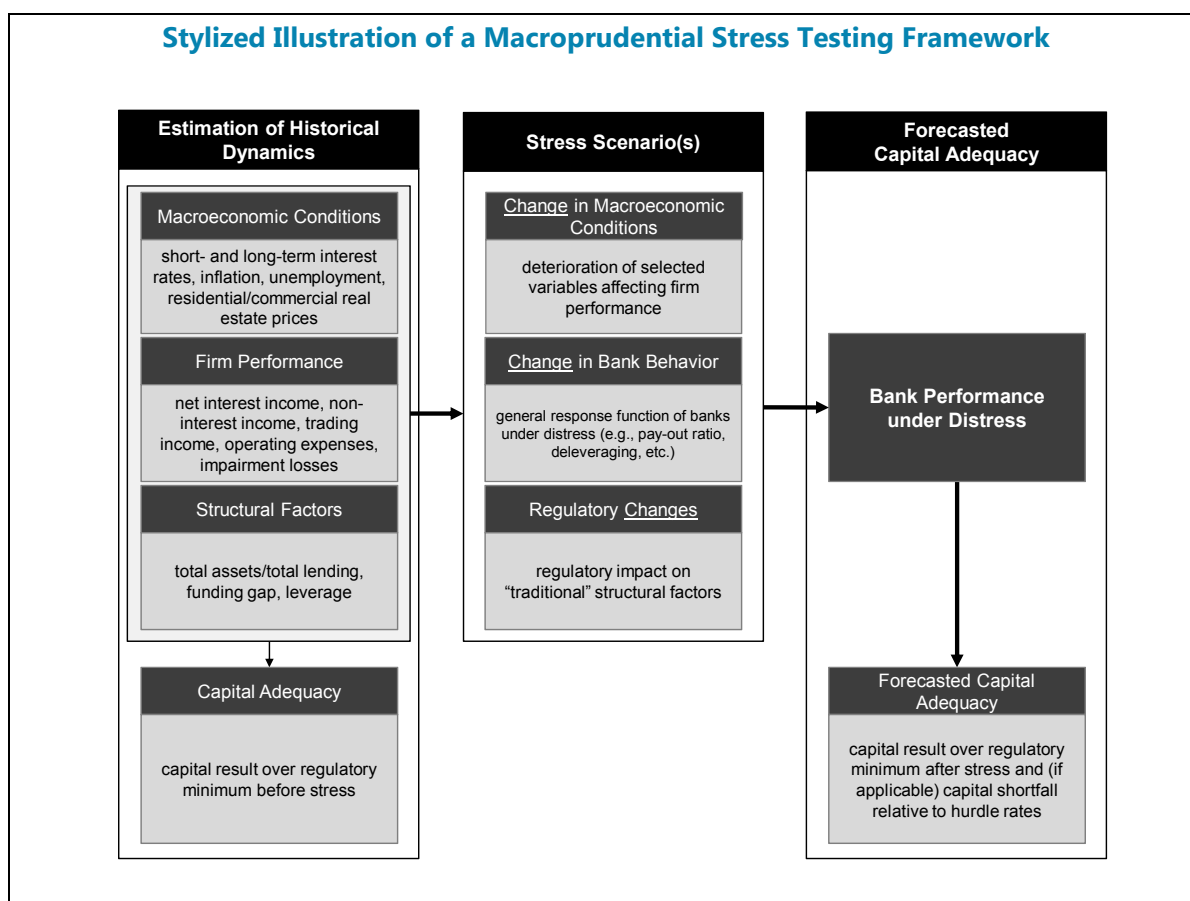 Stylized Illustration of a Macroprudential Stress Testing Framework
Estimation of Historical
Dynamics
Macroeconomic Conditions
short- and long-term interest
rates, inflation, unemployment,
residential/commercial real
estate prices
Firm Performance
net interest income, non-
interest income, trading
income, operating expenses,
impairment losses
Structural Factors
total assets/total lending,
funding gap, leverage
Capital Adequacy
capital result over regulatory
minimum before stress
Stress Scenario(s)
Change in Macroeconomic
Conditions
deterioration of selected
variables affecting firm
performance
Change in Bank Behavior
general response function of banks
under distress (e.g., pay-out ratio,
deleveraging, etc.)
Regulatory Changes
regulatory impact on
“traditional” structural factors
Forecasted
Capital Adequacy
Bank Performance
under Distress
Forecasted Capital
Adequacy
capital result over regulatory
minimum after stress and (if
applicable) capital shortfall
relative to hurdle rates